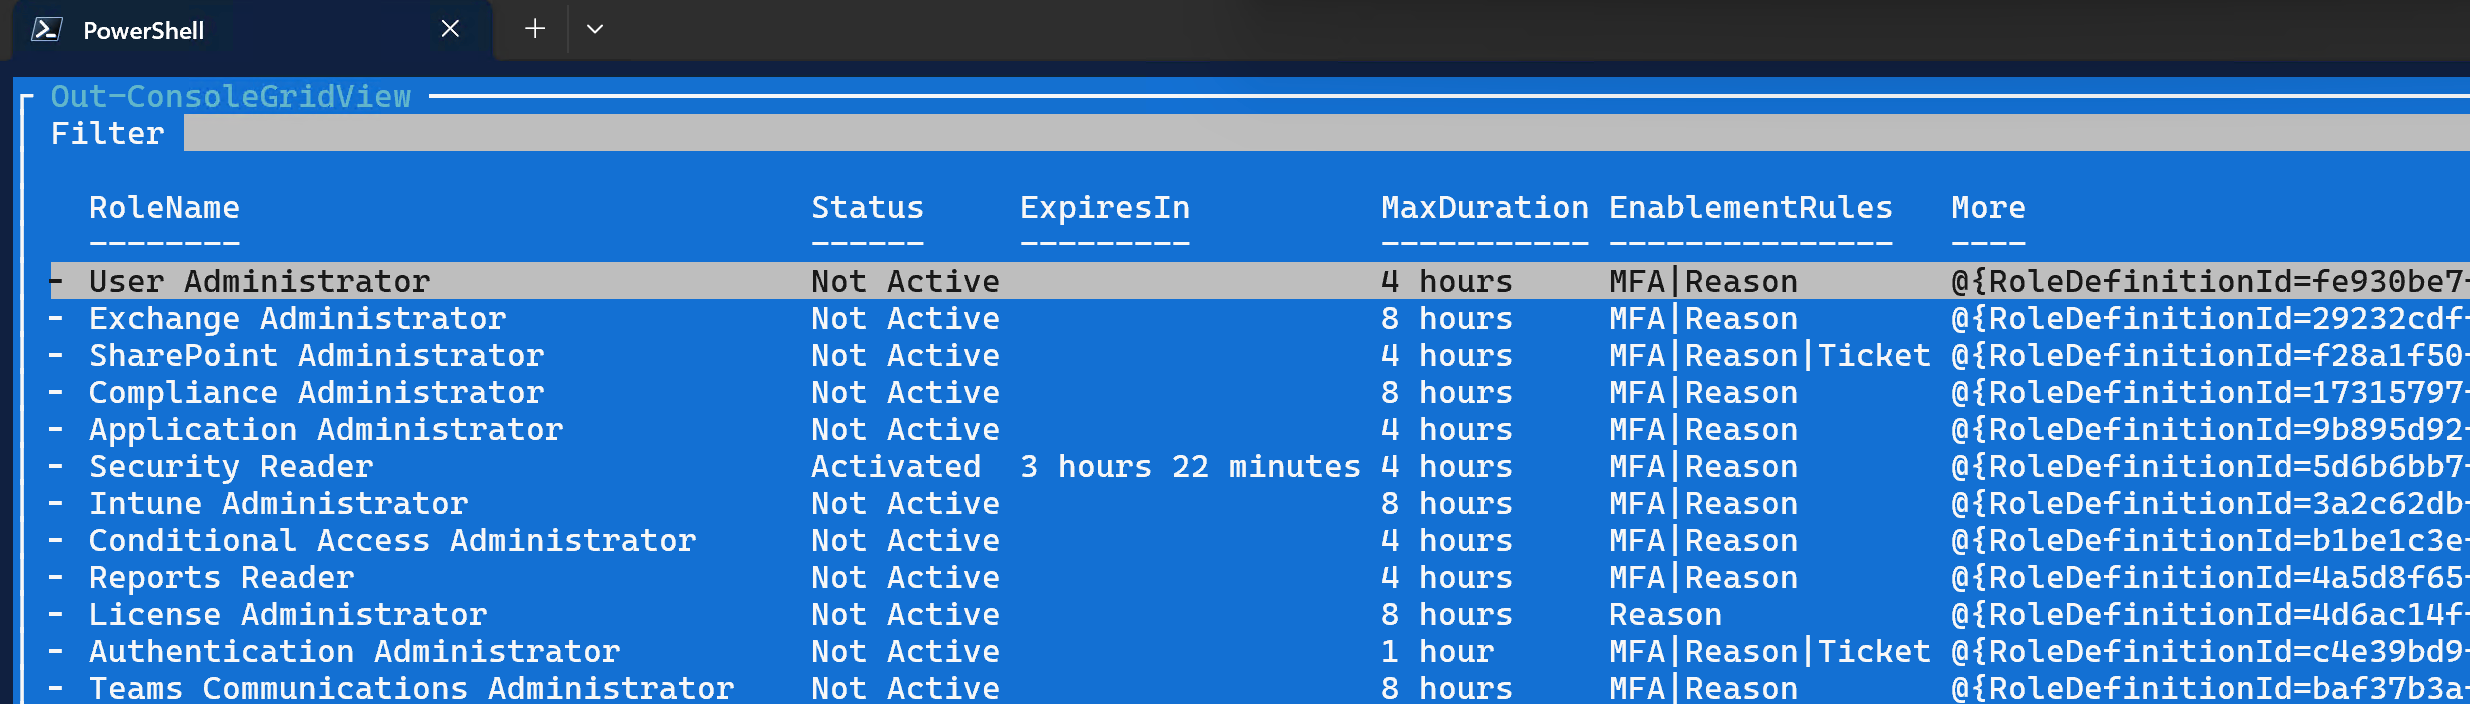 PowerShell
Out-ConsoleGridView
Filter
RoleName Status ExpiresIn MaxDuration EnablementRules More
-------- ------ --------- ----------- --------------- ----
- User Administrator Not Active 4 hours MFA|Reason @{RoleDefinitionId=fe930be7-
- Exchange Administrator Not Active 8 hours MFA|Reason @{RoleDefinitionId=29232cdf-
- SharePoint Administrator Not Active 4 hours MFA|Reason|Ticket @{RoleDefinitionId=f28a1f50-
- Compliance Administrator Not Active 8 hours MFA|Reason @{RoleDefinitionId=17315797-
- Application Administrator Not Active 4 hours MFA|Reason @{RoleDefinitionId=9b895d92-
- Security Reader Activated 3 hours 22 minutes 4 hours MFA|Reason @{RoleDefinitionId=5d6b6bb7-
- Intune Administrator Not Active 8 hours MFA|Reason @{RoleDefinitionId=3a2c62db-
- Conditional Access Administrator Not Active 4 hours MFA|Reason @{RoleDefinitionId=b1be1c3e-
- Reports Reader Not Active 4 hours MFA|Reason @{RoleDefinitionId=4a5d8f65-
- License Administrator Not Active 8 hours Reason @{RoleDefinitionId=4d6ac14f-
- Authentication Administrator Not Active 1 hour MFA|Reason|Ticket @{RoleDefinitionId=c4e39bd9-
- Teams Communications Administrator Not Active 8 hours MFA|Reason @{RoleDefinitionId=baf37b3a-